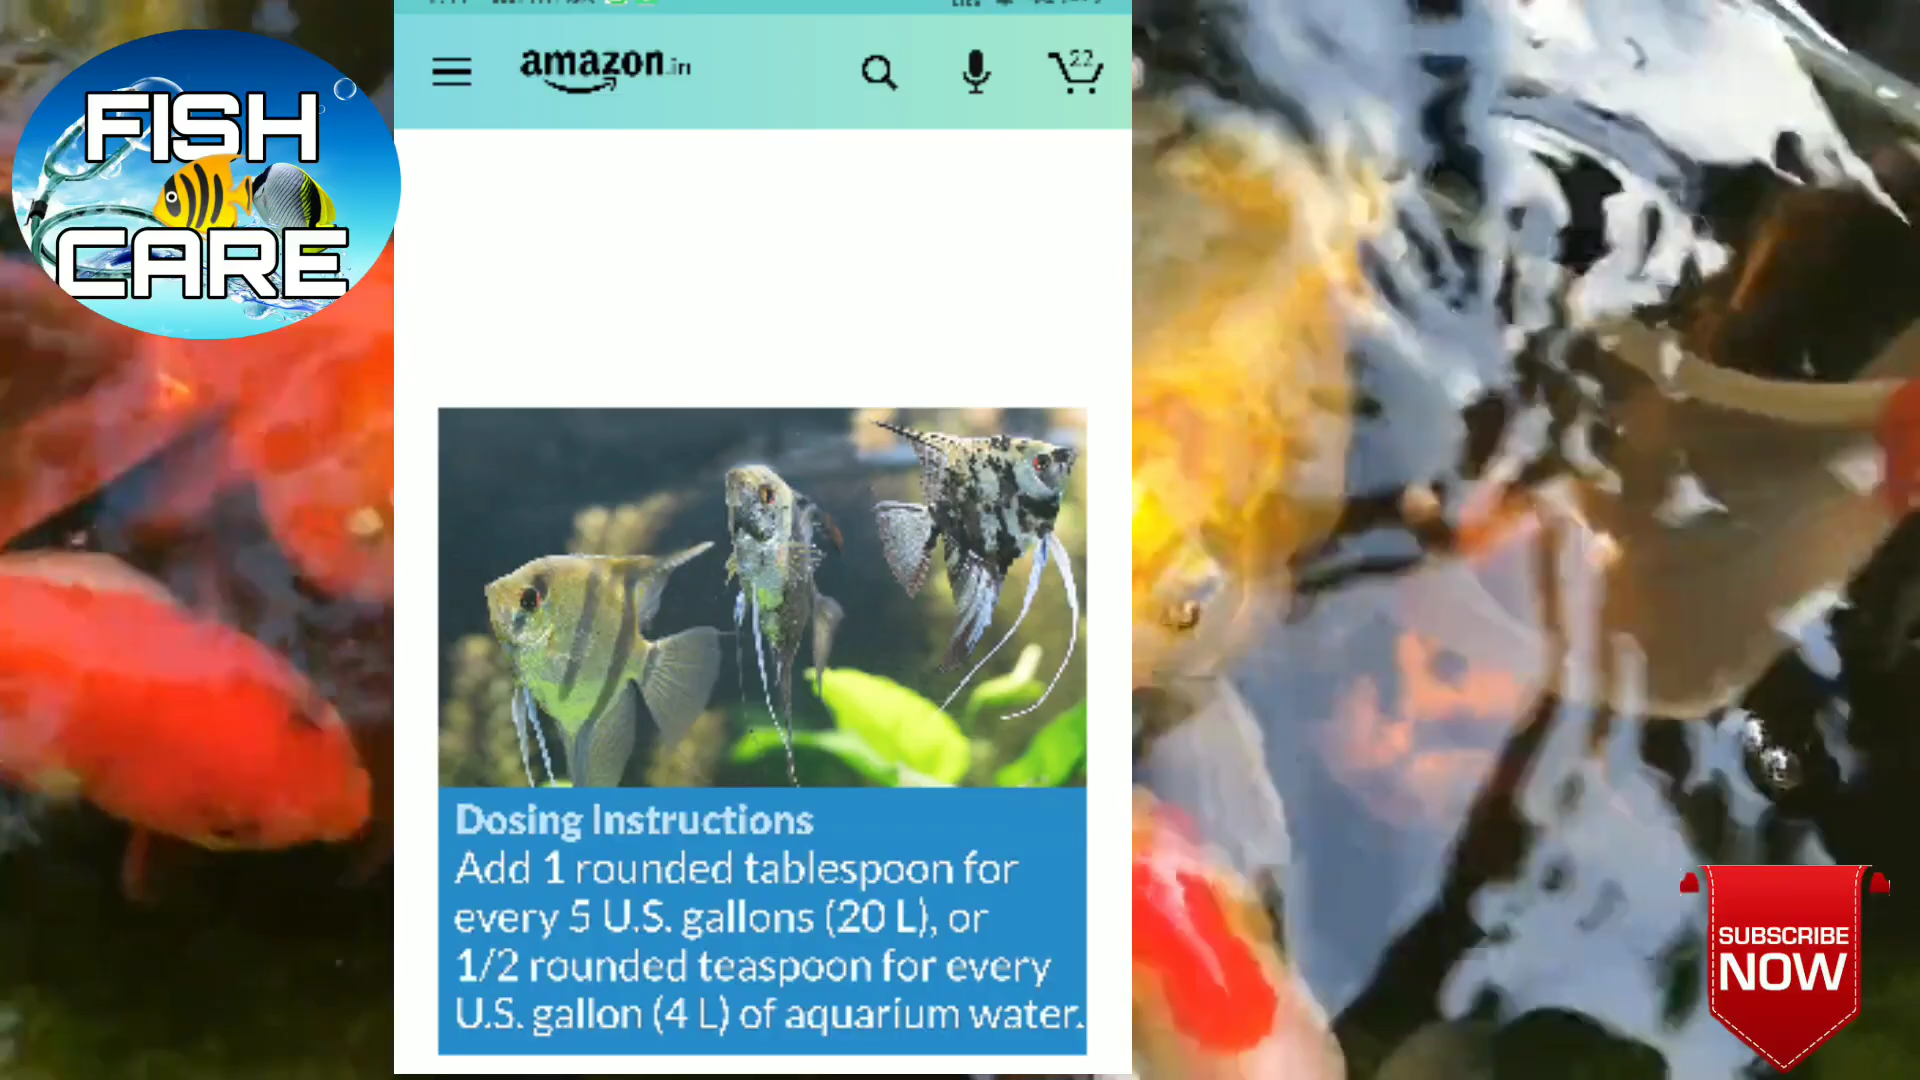 FISH
CARE
amazon.in
22
Dosing Instructions
Add 1 rounded tablespoon for
every 5 U.S. gallons (20 L), or
1/2 rounded teaspoon for every
U.S. gallon (4 L) of aquarium water.
SUBSCRIBE
NOW